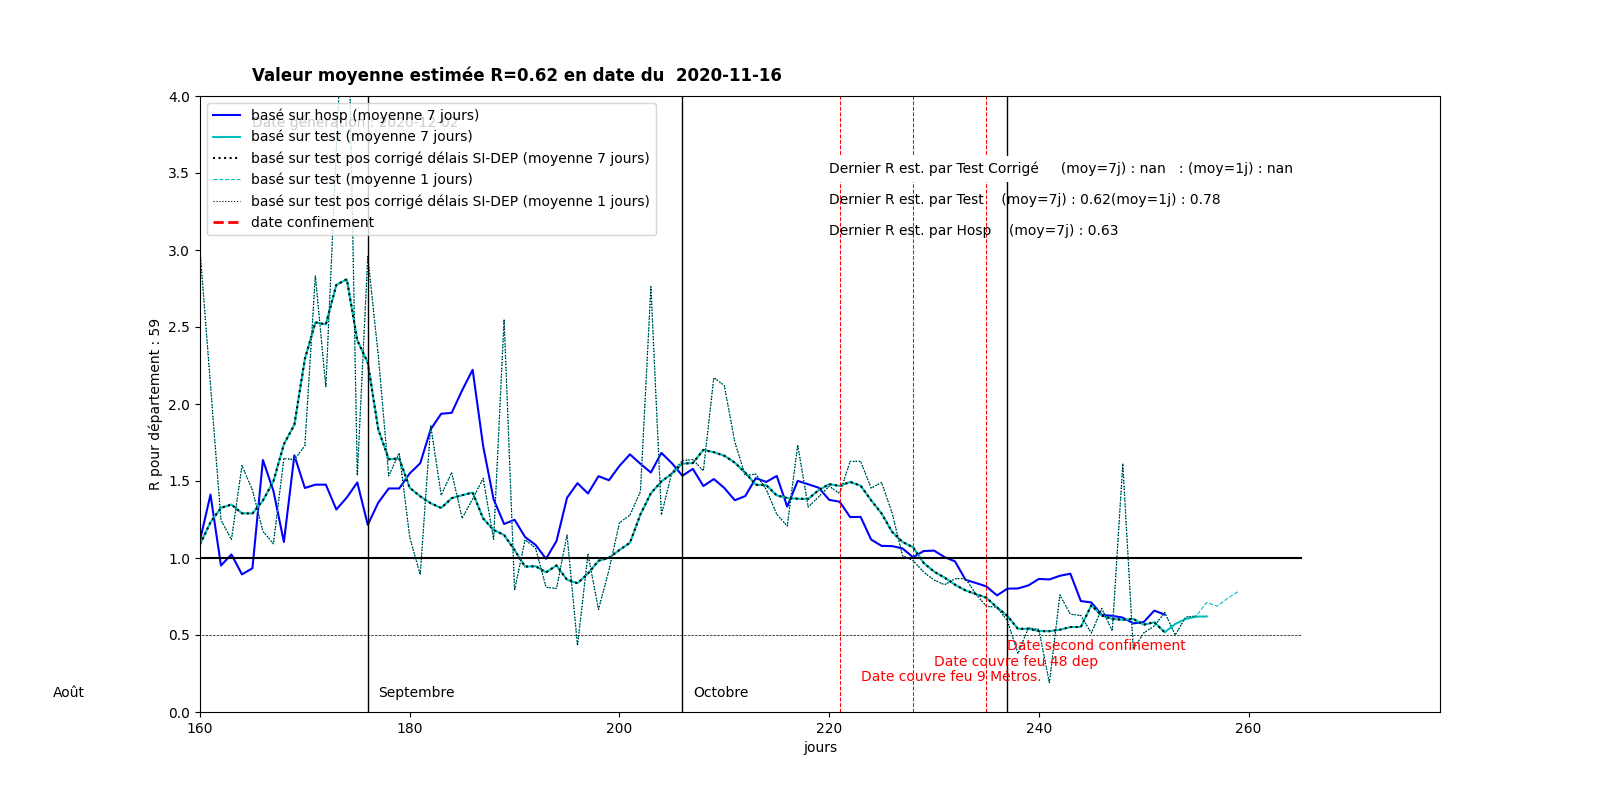 Valeur moyenne estimée R=0.62 en date du  2020-11-16
Date génération : 2020-12-02
basé sur hosp (moyenne 7 jours)
basé sur test (moyenne 7 jours)
basé sur test pos corrigé délais SI-DEP (moyenne 7 jours)
basé sur test (moyenne 1 jours)
basé sur test pos corrigé délais SI-DEP (moyenne 1 jours)
date confinement
Dernier R est. par Test Corrigé     (moy=7j) : nan   : (moy=1j) : nan
Dernier R est. par Test    (moy=7j) : 0.62(moy=1j) : 0.78
Dernier R est. par Hosp    (moy=7j) : 0.63
R pour département : 59
4.0
3.5
3.0
2.5
2.0
1.5
1.0
0.5
0.0
Date second confinement
Date couvre feu 48 dep
Date couvre feu 9 Métros.
Août
Septembre
Octobre
160
180
200
220
240
260
jours